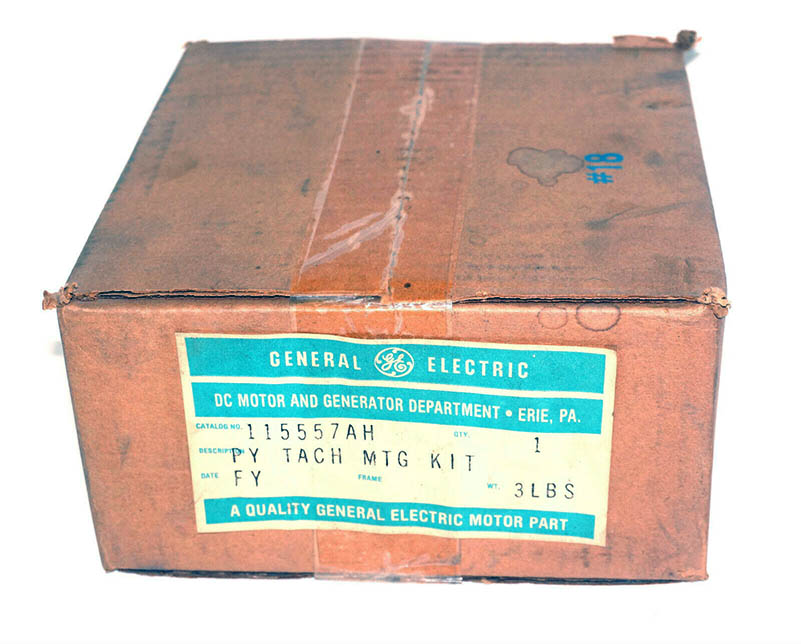 #18
GENERAL GE ELECTRIC
DC MOTOR AND GENERATOR DEPARTMENT • ERIE, PA.
CATALOG NO. 115557AH QTY. 1
DESCRIPTION PY TACH MTG KIT
DATE FY FRAME WT. 3LBS
A QUALITY GENERAL ELECTRIC MOTOR PART